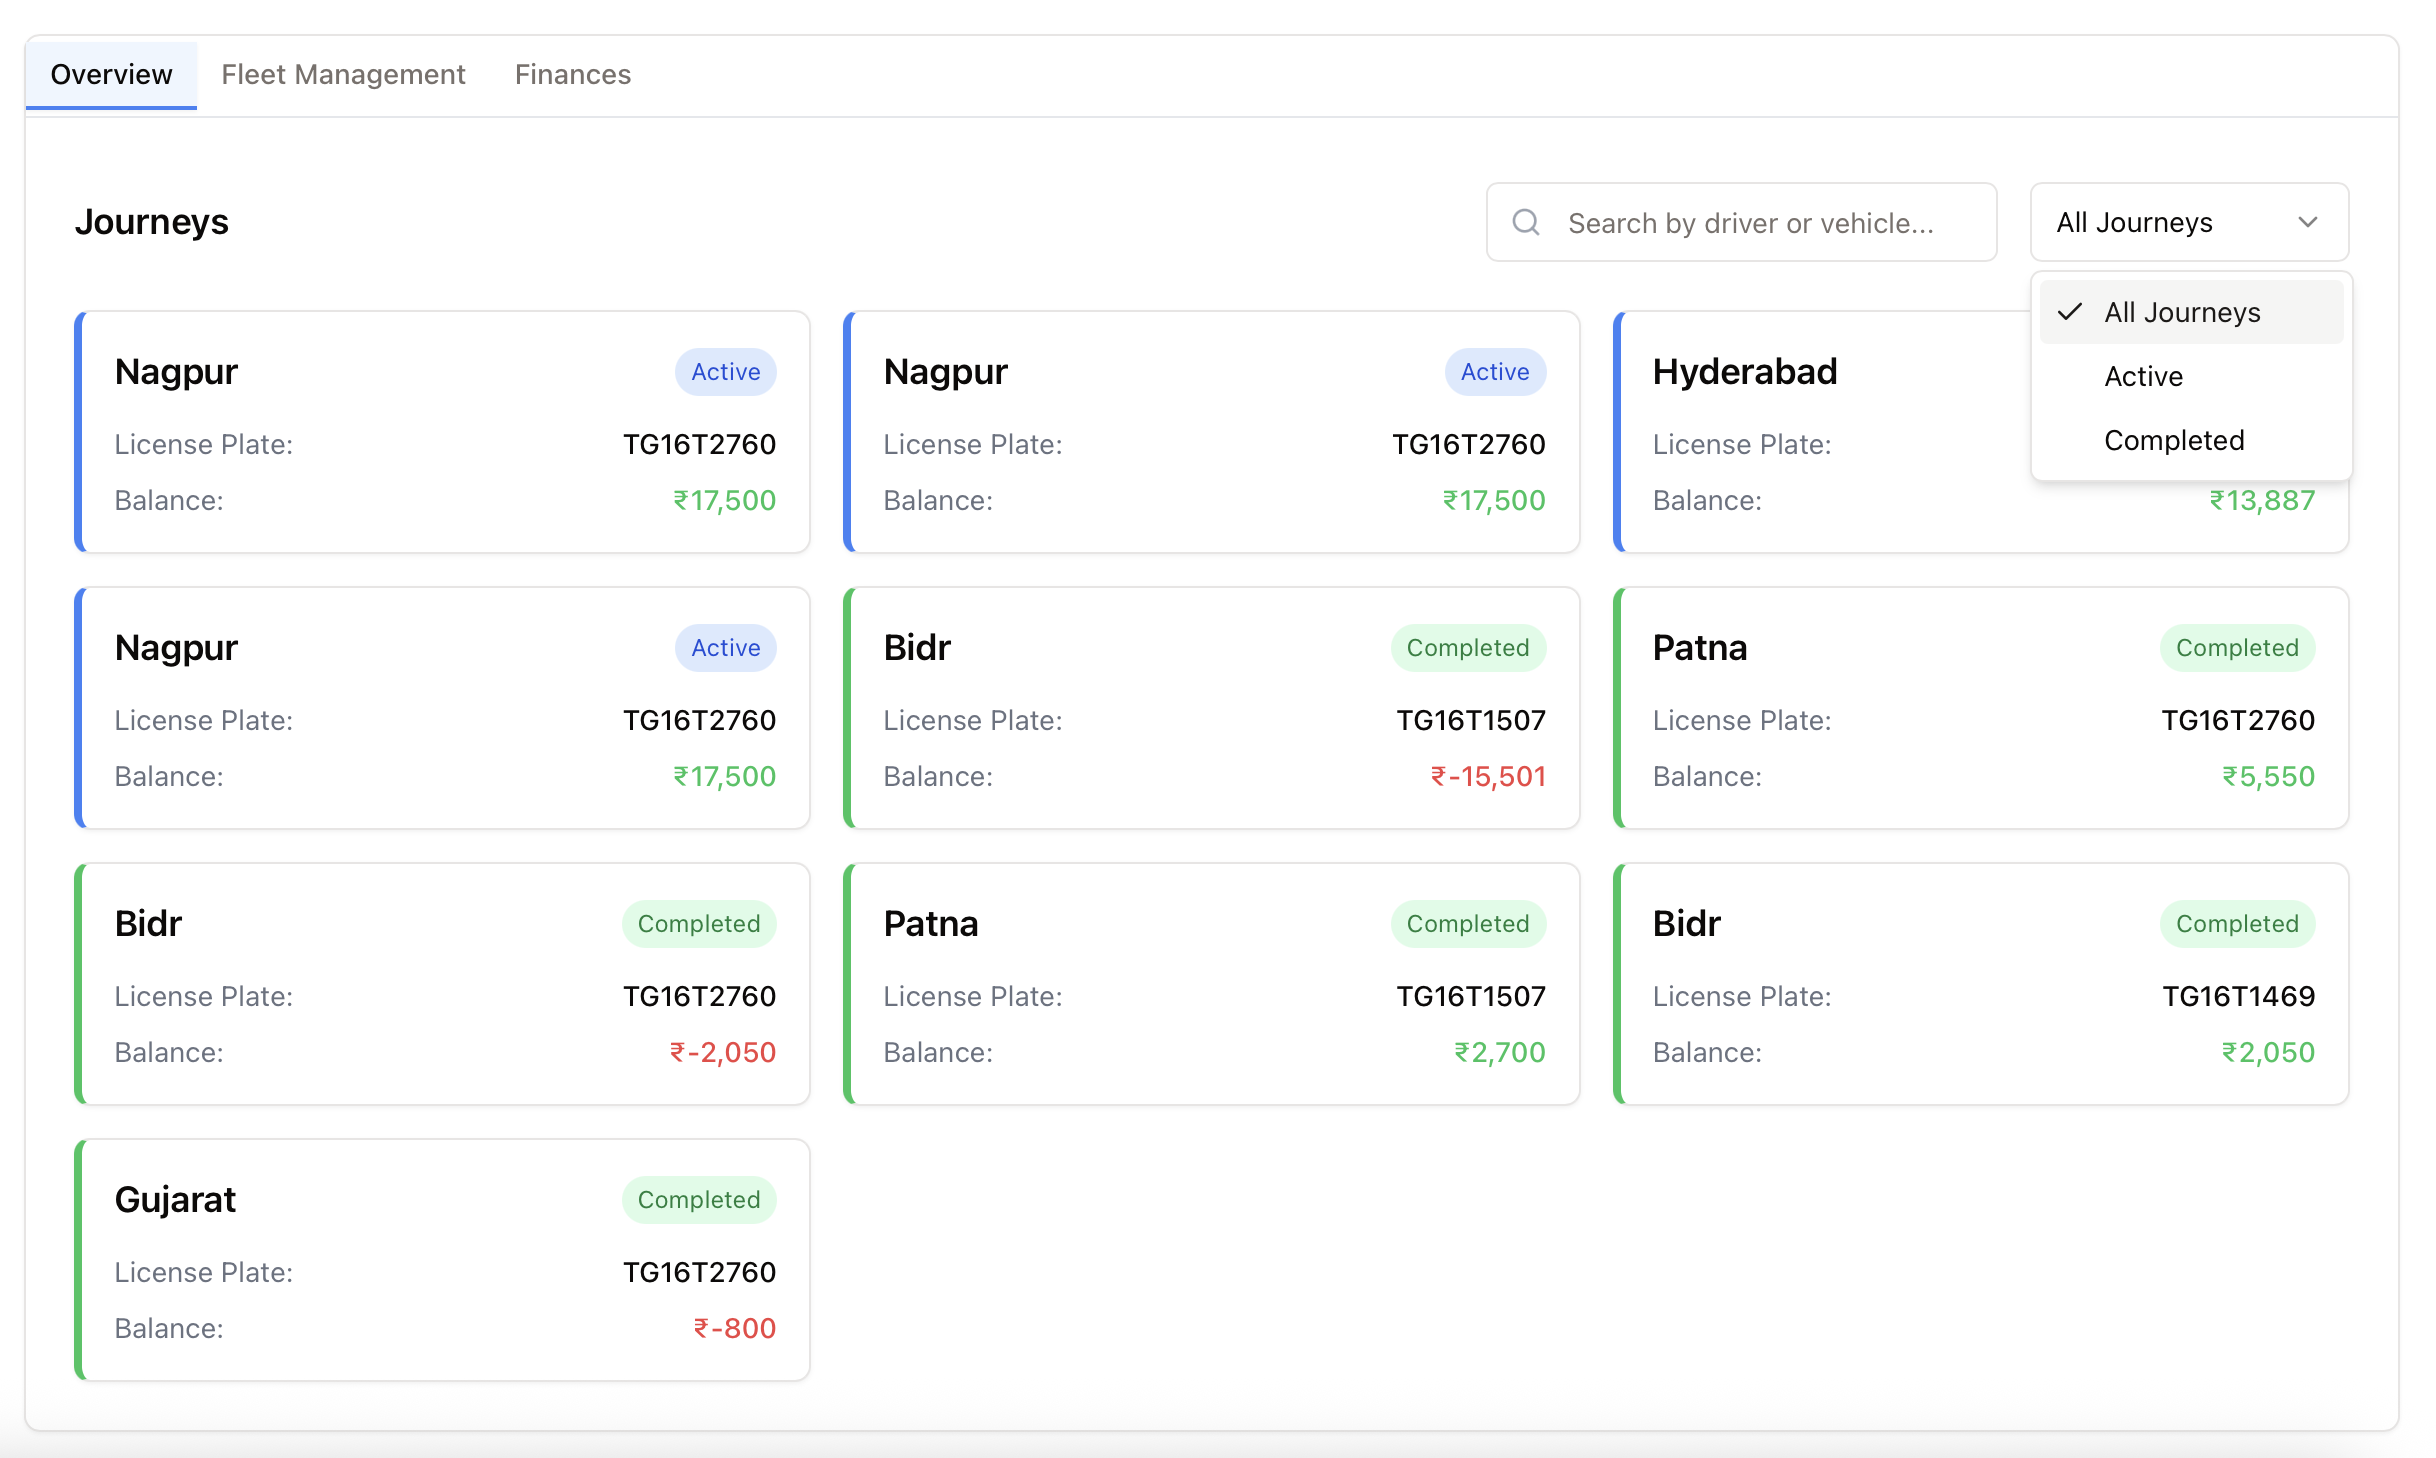 Overview Fleet Management Finances
Journeys
Search by driver or vehicle...
All Journeys
All Journeys
Active
Completed
Nagpur Active
License Plate: TG16T2760
Balance: ₹17,500
Nagpur Active
License Plate: TG16T2760
Balance: ₹17,500
Hyderabad
License Plate:
Balance: ₹13,887
Nagpur Active
License Plate: TG16T2760
Balance: ₹17,500
Bidr Completed
License Plate: TG16T1507
Balance: ₹-15,501
Patna Completed
License Plate: TG16T2760
Balance: ₹5,550
Bidr Completed
License Plate: TG16T2760
Balance: ₹-2,050
Patna Completed
License Plate: TG16T1507
Balance: ₹2,700
Bidr Completed
License Plate: TG16T1469
Balance: ₹2,050
Gujarat Completed
License Plate: TG16T2760
Balance: ₹-800